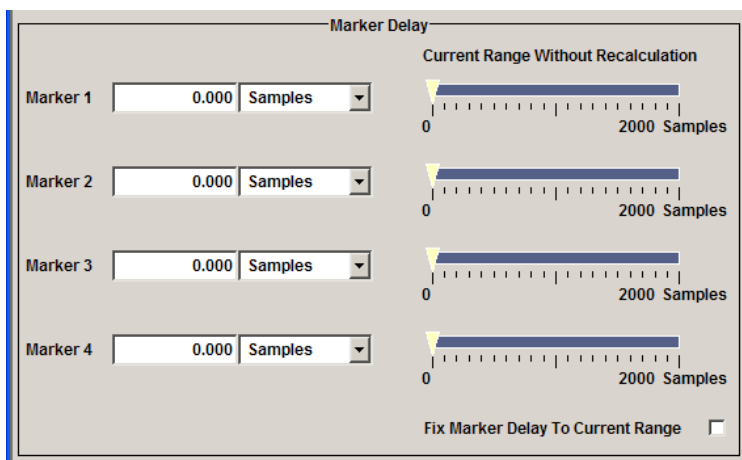 Marker Delay
Current Range Without Recalculation
Marker 1 0.000 Samples
0 2000 Samples
Marker 2 0.000 Samples
0 2000 Samples
Marker 3 0.000 Samples
0 2000 Samples
Marker 4 0.000 Samples
0 2000 Samples
Fix Marker Delay To Current Range